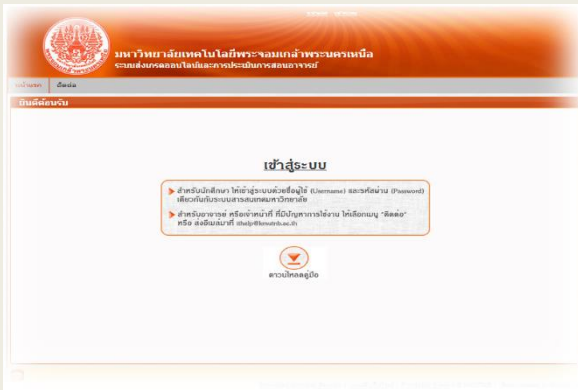 มหาวิทยาลัยเทคโนโลยีพระจอมเกล้าพระนครเหนือ
ระบบส่งเกรดออนไลน์และการประเมินการสอนอาจารย์
หน้าแรก ติดต่อ
ยินดีต้อนรับ
เข้าสู่ระบบ
สำหรับนักศึกษา ให้เข้าสู่ระบบด้วยชื่อผู้ใช้ (Username) และรหัสผ่าน (Password)
เดียวกันกับระบบสารสนเทศมหาวิทยาลัย
สำหรับอาจารย์ หรือเจ้าหน้าที่ ที่มีปัญหาการใช้งาน ให้เลือกเมนู "ติดต่อ"
หรือ ส่งอีเมล์มาที่
ดาวน์โหลดคู่มือ